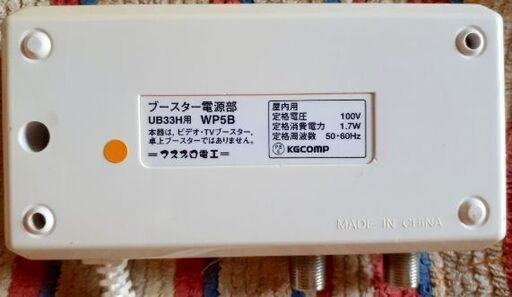 ブースター電源部
UB33H用 WP5B
本器は、ビデオ・TVブースター、
卓上ブースターではありません。
=マスプロ電工=
屋内用
定格電圧 100V
定格消費電力 1.7W
定格周波数 50・60Hz
KGCOMP
MADE IN CHINA